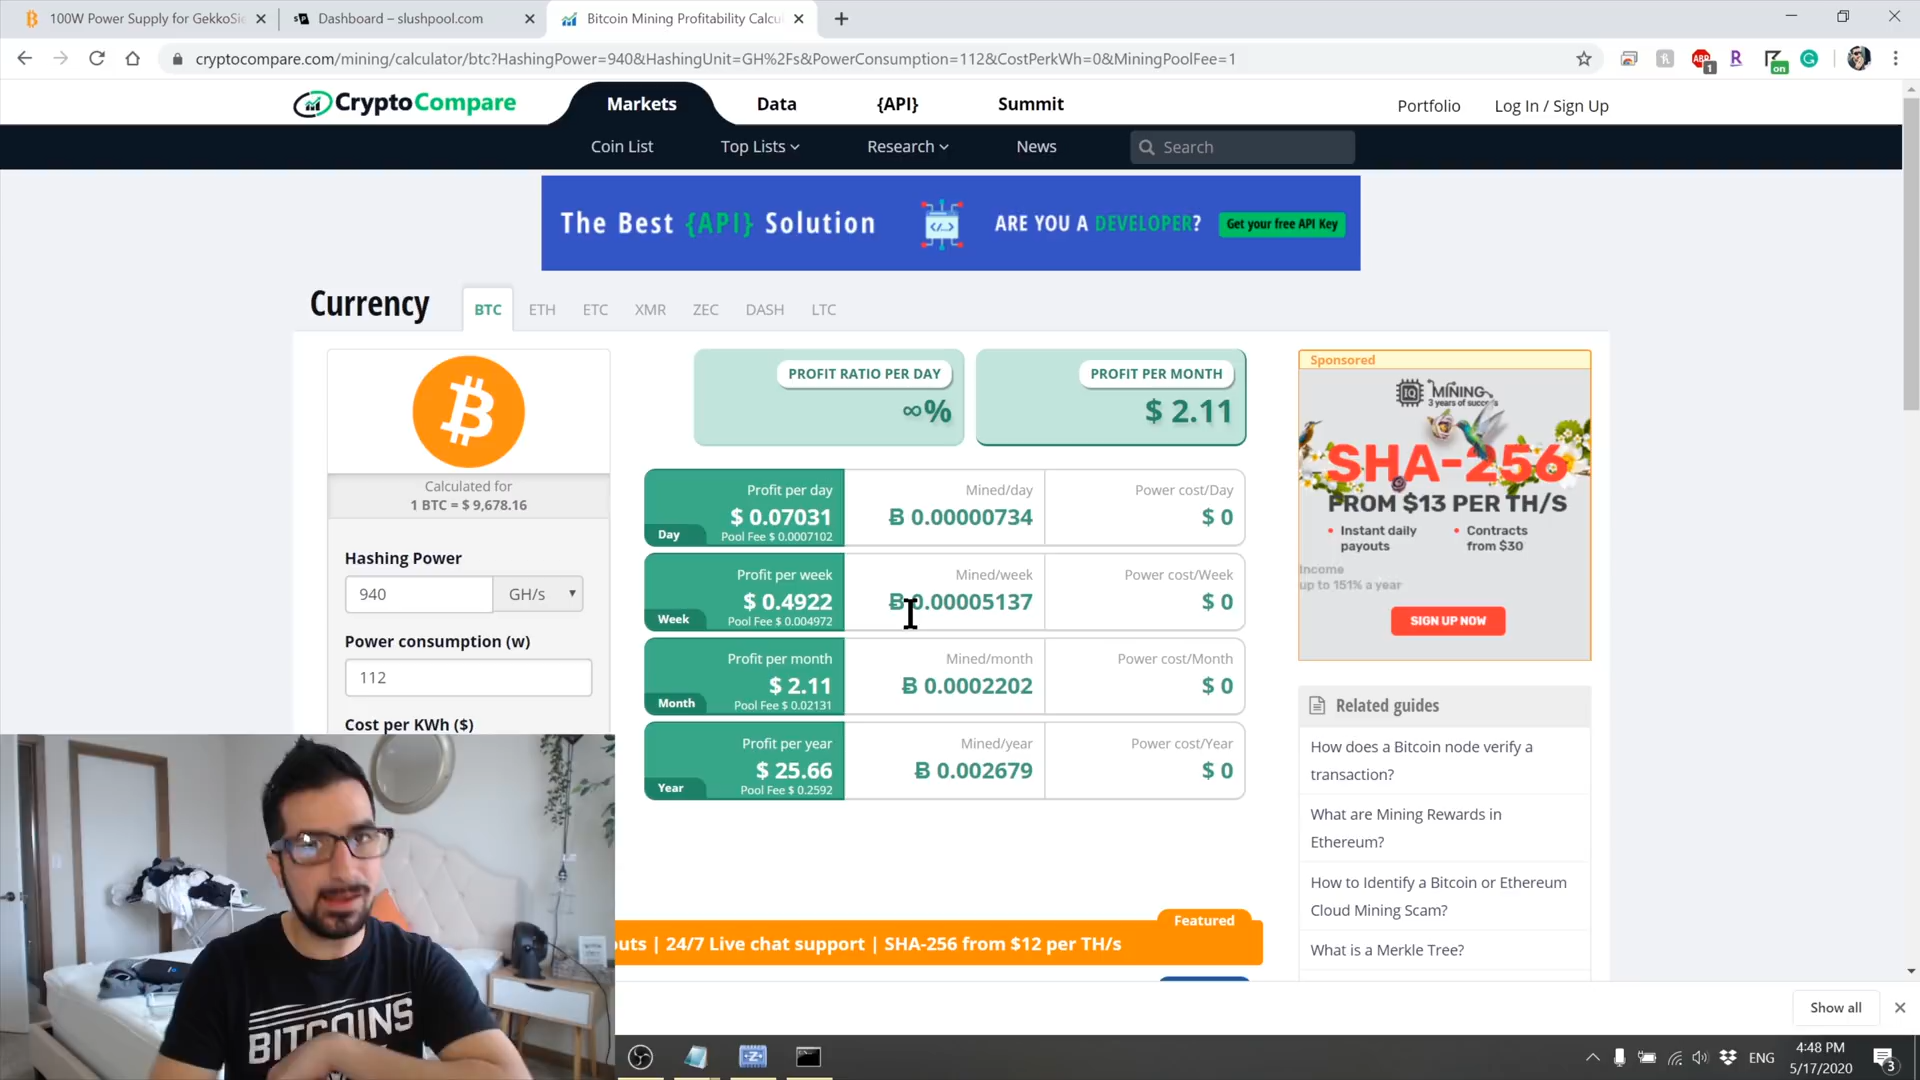 100W Power Supply for GekkoSci
Dashboard – slushpool.com
Bitcoin Mining Profitability Calcu
cryptocompare.com/mining/calculator/btc?HashingPower=940&HashingUnit=GH%2Fs&PowerConsumption=112&CostPerkWh=0&MiningPoolFee=1
ABP
1
R
on
CryptoCompare
Markets
Data
{API}
Summit
Portfolio
Log In / Sign Up
Coin List
Top Lists
Research
News
Search
The Best {API} Solution
</>
ARE YOU A DEVELOPER?
Get your free API Key
Currency
BTC
ETH
ETC
XMR
ZEC
DASH
LTC
Calculated for
1 BTC = $ 9,678.16
Hashing Power
940
GH/s
Power consumption (w)
112
Cost per KWh ($)
PROFIT RATIO PER DAY
∞%
PROFIT PER MONTH
$ 2.11
Profit per day
$ 0.07031
Day
Pool Fee $ 0.0007102
Mined/day
Ƀ 0.00000734
Power cost/Day
$ 0
Profit per week
$ 0.4922
Week
Pool Fee $ 0.004972
Mined/week
Ƀ 0.00005137
Power cost/Week
$ 0
Profit per month
$ 2.11
Month
Pool Fee $ 0.02131
Mined/month
Ƀ 0.0002202
Power cost/Month
$ 0
Profit per year
$ 25.66
Year
Pool Fee $ 0.2592
Mined/year
Ƀ 0.002679
Power cost/Year
$ 0
Sponsored
IQ MINING
3 years of success
SHA-256
FROM $13 PER TH/S
• Instant daily payouts
• Contracts from $30
Income
up to 151% a year
SIGN UP NOW
Related guides
How does a Bitcoin node verify a
transaction?
What are Mining Rewards in
Ethereum?
How to Identify a Bitcoin or Ethereum
Cloud Mining Scam?
What is a Merkle Tree?
Featured
outs | 24/7 Live chat support | SHA-256 from $12 per TH/s
BITCOINS
Show all
ENG
4:48 PM
5/17/2020
3